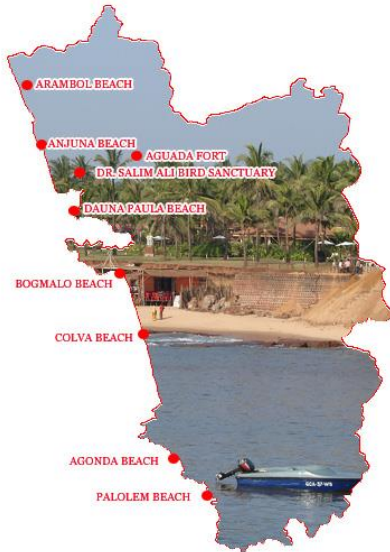 ARAMBOL BEACH
ANJUNA BEACH
AGUADA FORT
DR. SALIM ALI BIRD SANCTUARY
DAUNA PAULA BEACH
BOGMALO BEACH
COLVA BEACH
AGONDA BEACH
PALOLEM BEACH